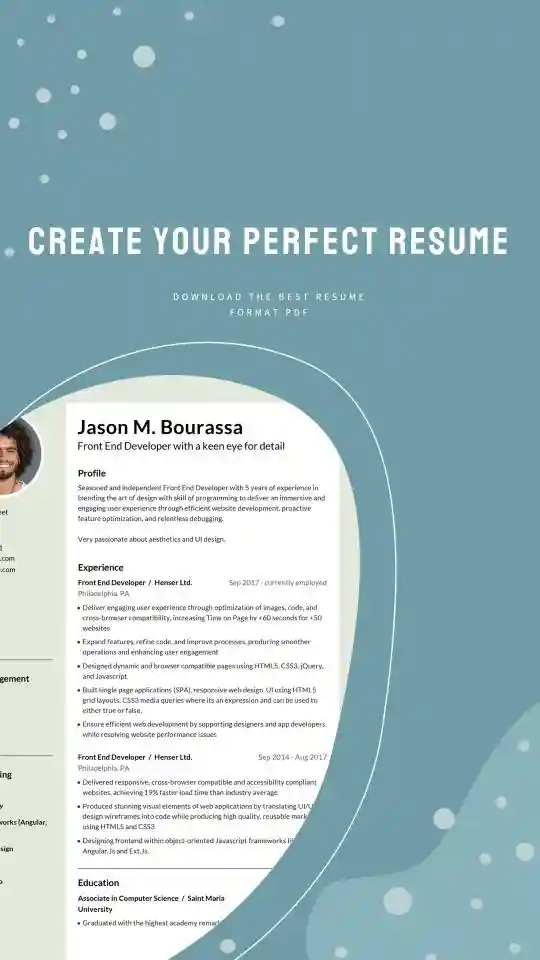 CREATE YOUR PERFECT RESUME
DOWNLOAD THE BEST RESUME
FORMAT PDF
Jason M. Bourassa
Front End Developer with a keen eye for detail
Profile
Seasoned and independent Front End Developer with 5 years of experience in
blending the art of design with skill of programming to deliver an immersive and
engaging user experience through efficient website development, proactive
feature optimization, and relentless debugging.
Very passionate about aesthetics and UI design.
Experience
Front End Developer / Henser Ltd. Sep 2017 - currently employed
Philadelphia, PA
• Deliver engaging user experience through optimization of images, code, and
cross-browser compatibility, increasing Time on Page by +60 seconds for +50
websites
• Expand features, refine code, and improve processes, producing smoother
operations and enhancing user engagement
• Designed dynamic and browser compatible pages using HTML5, CSS3, jQuery,
and Javascript.
• Built single page applications (SPA), responsive web design. UI using HTML5
grid layouts, CSS3 media queries where its an expression and can be used to
either true or false.
• Ensure efficient web development by supporting designers and app developers
while resolving website performance issues
Front End Developer / Henser Ltd. Sep 2014 - Aug 2017
Philadelphia, PA
• Delivered responsive, cross-browser compatible and accessibility compliant
websites, achieving 19% faster load time than industry average
• Produced stunning visual elements of web applications by translating UI/U
design wireframes into code while producing high quality, reusable mark
using HTML5 and CSS3
• Designing frontend within object-oriented Javascript frameworks li
Angular.Js and Ext.Js.
Education
Associate in Computer Science / Saint Maria
University
• Graduated with the highest academy remar
eet
.com
e.com
gement
ing
y
works (Angular,
sign